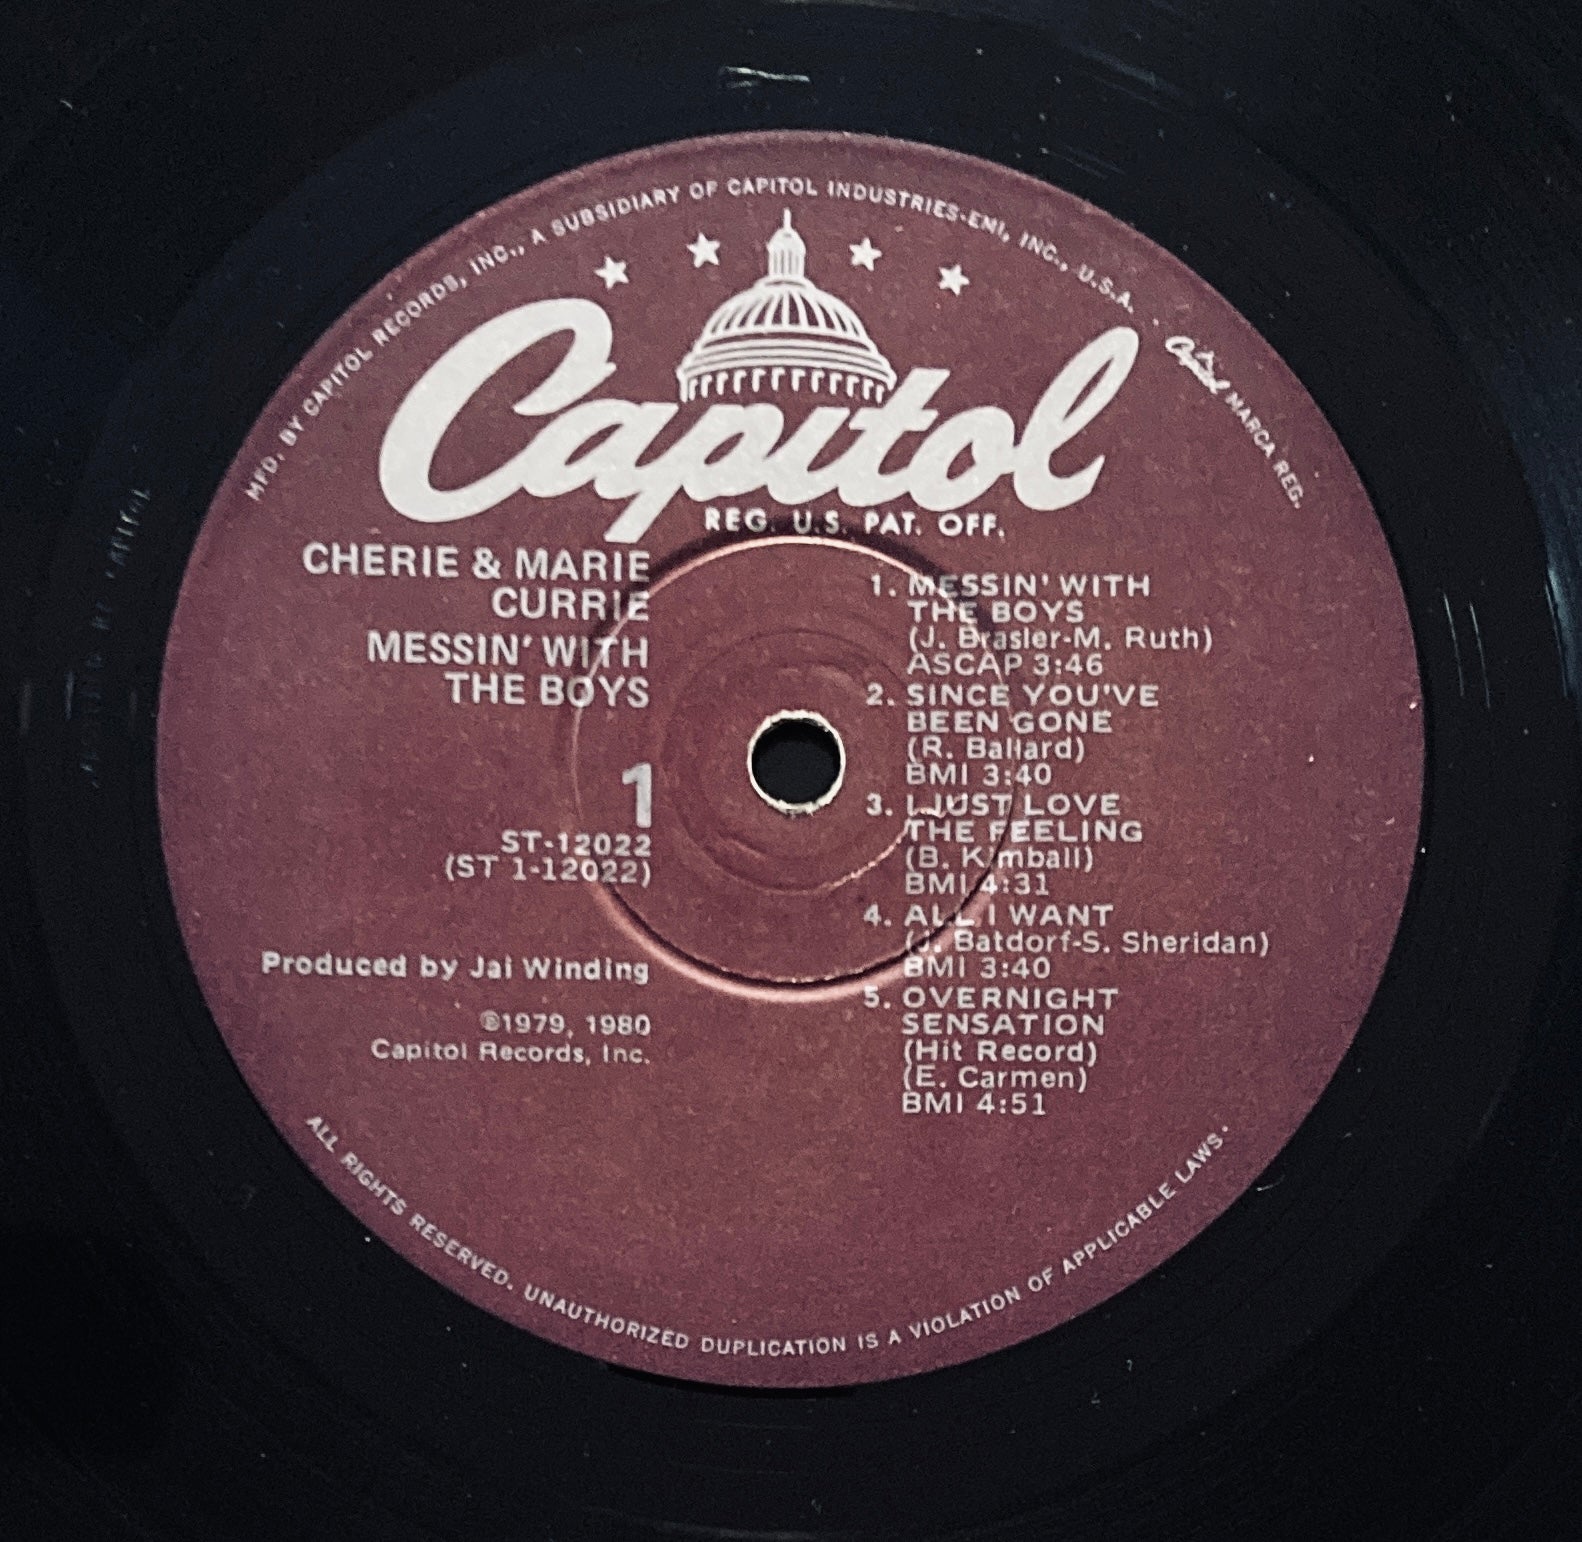 MFD. BY CAPITOL RECORDS, INC., A SUBSIDIARY OF CAPITOL INDUSTRIES-EMI, INC., U.S.A. · Capitol MARCA REG.
Capitol
REG. U.S. PAT. OFF.
CHERIE & MARIE
CURRIE
MESSIN' WITH
THE BOYS
1
ST-12022
(ST 1-12022)
Produced by Jai Winding
℗1979, 1980
Capitol Records, Inc.
1. MESSIN' WITH
THE BOYS
(J. Brasler-M. Ruth)
ASCAP 3:46
2. SINCE YOU'VE
BEEN GONE
(R. Ballard)
BMI 3:40
3. I JUST LOVE
THE FEELING
(B. Kimball)
BMI 4:31
4. ALL I WANT
(J. Batdorf-S. Sheridan)
BMI 3:40
5. OVERNIGHT
SENSATION
(Hit Record)
(E. Carmen)
BMI 4:51
ALL RIGHTS RESERVED. UNAUTHORIZED DUPLICATION IS A VIOLATION OF APPLICABLE LAWS.